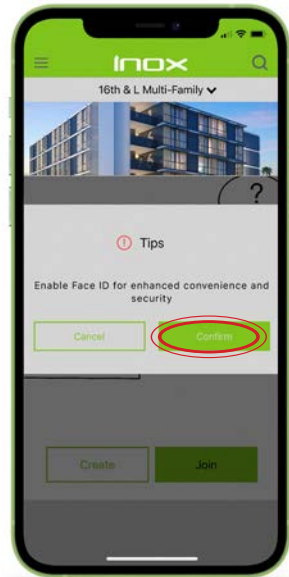 INOX
16th & L Multi-Family
?
Tips
Enable Face ID for enhanced convenience and
security
Cancel
Confirm
Create
Join